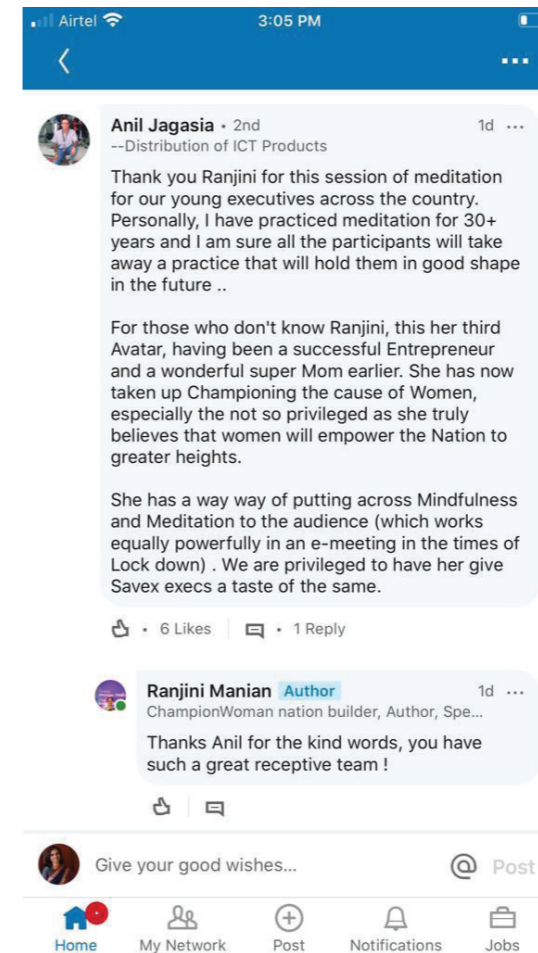 Airtel 3:05 PM
Anil Jagasia • 2nd 1d ...
--Distribution of ICT Products
Thank you Ranjini for this session of meditation
for our young executives across the country.
Personally, I have practiced meditation for 30+
years and I am sure all the participants will take
away a practice that will hold them in good shape
in the future ..
For those who don't know Ranjini, this her third
Avatar, having been a successful Entrepreneur
and a wonderful super Mom earlier. She has now
taken up Championing the cause of Women,
especially the not so privileged as she truly
believes that women will empower the Nation to
greater heights.
She has a way way of putting across Mindfulness
and Meditation to the audience (which works
equally powerfully in an e-meeting in the times of
Lock down) . We are privileged to have her give
Savex execs a taste of the same.
• 6 Likes • 1 Reply
Ranjini Manian Author 1d ...
ChampionWoman nation builder, Author, Spe...
Thanks Anil for the kind words, you have
such a great receptive team !
Give your good wishes... @ Post
Home My Network Post Notifications Jobs